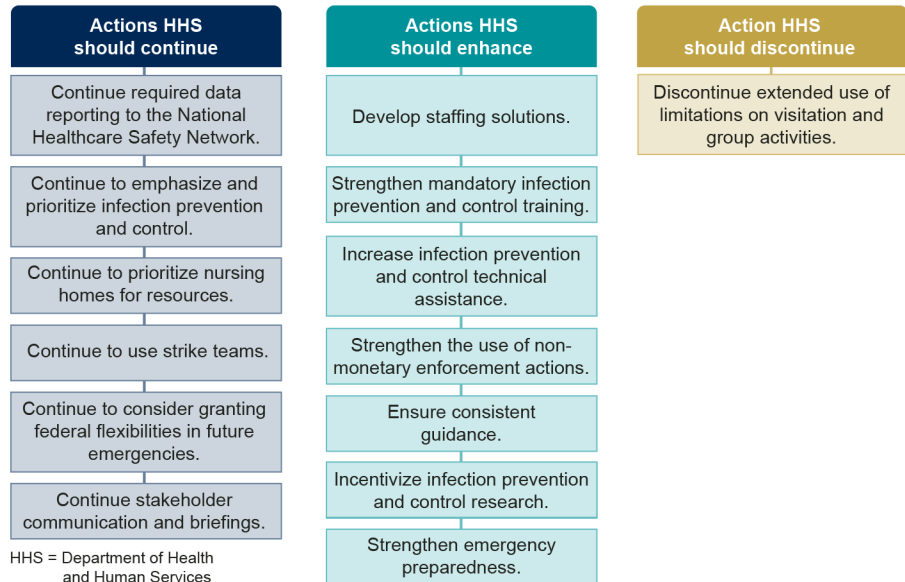 Actions HHS
should continue
Continue required data
reporting to the National
Healthcare Safety Network.
Continue to emphasize and
prioritize infection prevention
and control.
Continue to prioritize nursing
homes for resources.
Continue to use strike teams.
Continue to consider granting
federal flexibilities in future
emergencies.
Continue stakeholder
communication and briefings.
HHS = Department of Health
and Human Services
Actions HHS
should enhance
Develop staffing solutions.
Strengthen mandatory infection
prevention and control training.
Increase infection prevention
and control technical
assistance.
Strengthen the use of non-
monetary enforcement actions.
Ensure consistent
guidance.
Incentivize infection prevention
and control research.
Strengthen emergency
preparedness.
Action HHS
should discontinue
Discontinue extended use of
limitations on visitation and
group activities.